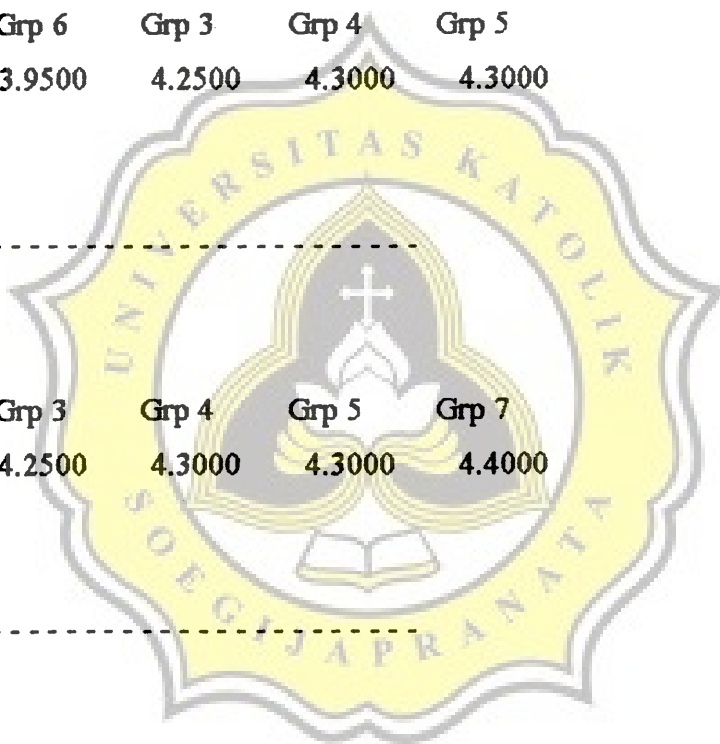 Grp 6 Grp 3 Grp 4 Grp 5
3.9500 4.2500 4.3000 4.3000
UNIVERSITAS KATOLIK
--------------------------------
Grp 3 Grp 4 Grp 5 Grp 7
4.2500 4.3000 4.3000 4.4000
SOEGIJAPRANATA
--------------------------------